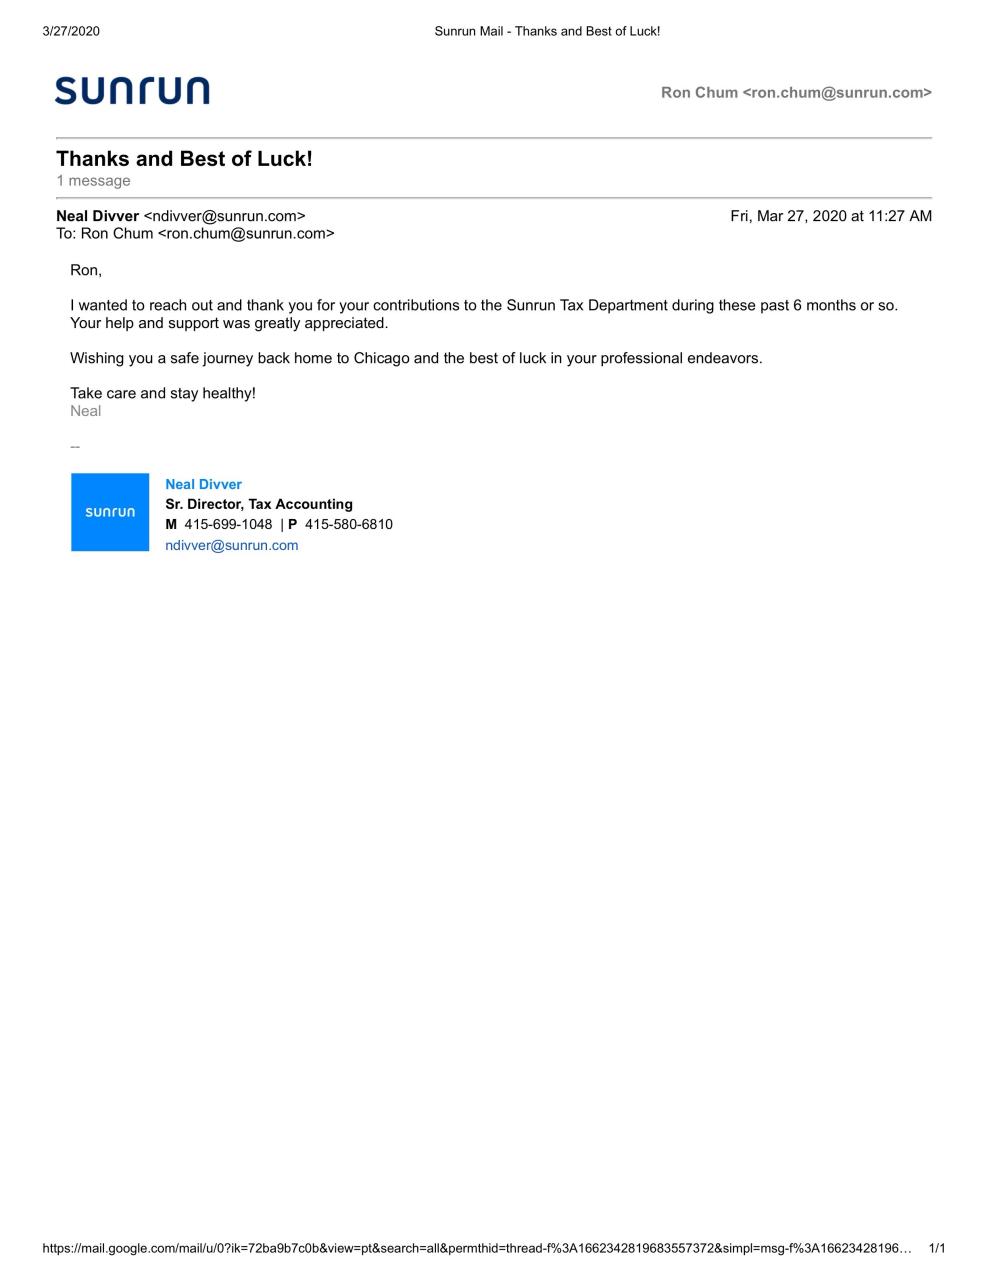 3/27/2020 Sunrun Mail - Thanks and Best of Luck!
sunrun Ron Chum <ron.chum@sunrun.com>
Thanks and Best of Luck!
1 message
Neal Divver <ndivver@sunrun.com> Fri, Mar 27, 2020 at 11:27 AM
To: Ron Chum <ron.chum@sunrun.com>
Ron,
I wanted to reach out and thank you for your contributions to the Sunrun Tax Department during these past 6 months or so.
Your help and support was greatly appreciated.
Wishing you a safe journey back home to Chicago and the best of luck in your professional endeavors.
Take care and stay healthy!
Neal
--
sunrun
Neal Divver
Sr. Director, Tax Accounting
M 415-699-1048 | P 415-580-6810
ndivver@sunrun.com
https://mail.google.com/mail/u/0?ik=72ba9b7c0b&view=pt&search=all&permthid=thread-f%3A1662342819683557372&simpl=msg-f%3A16623428196… 1/1